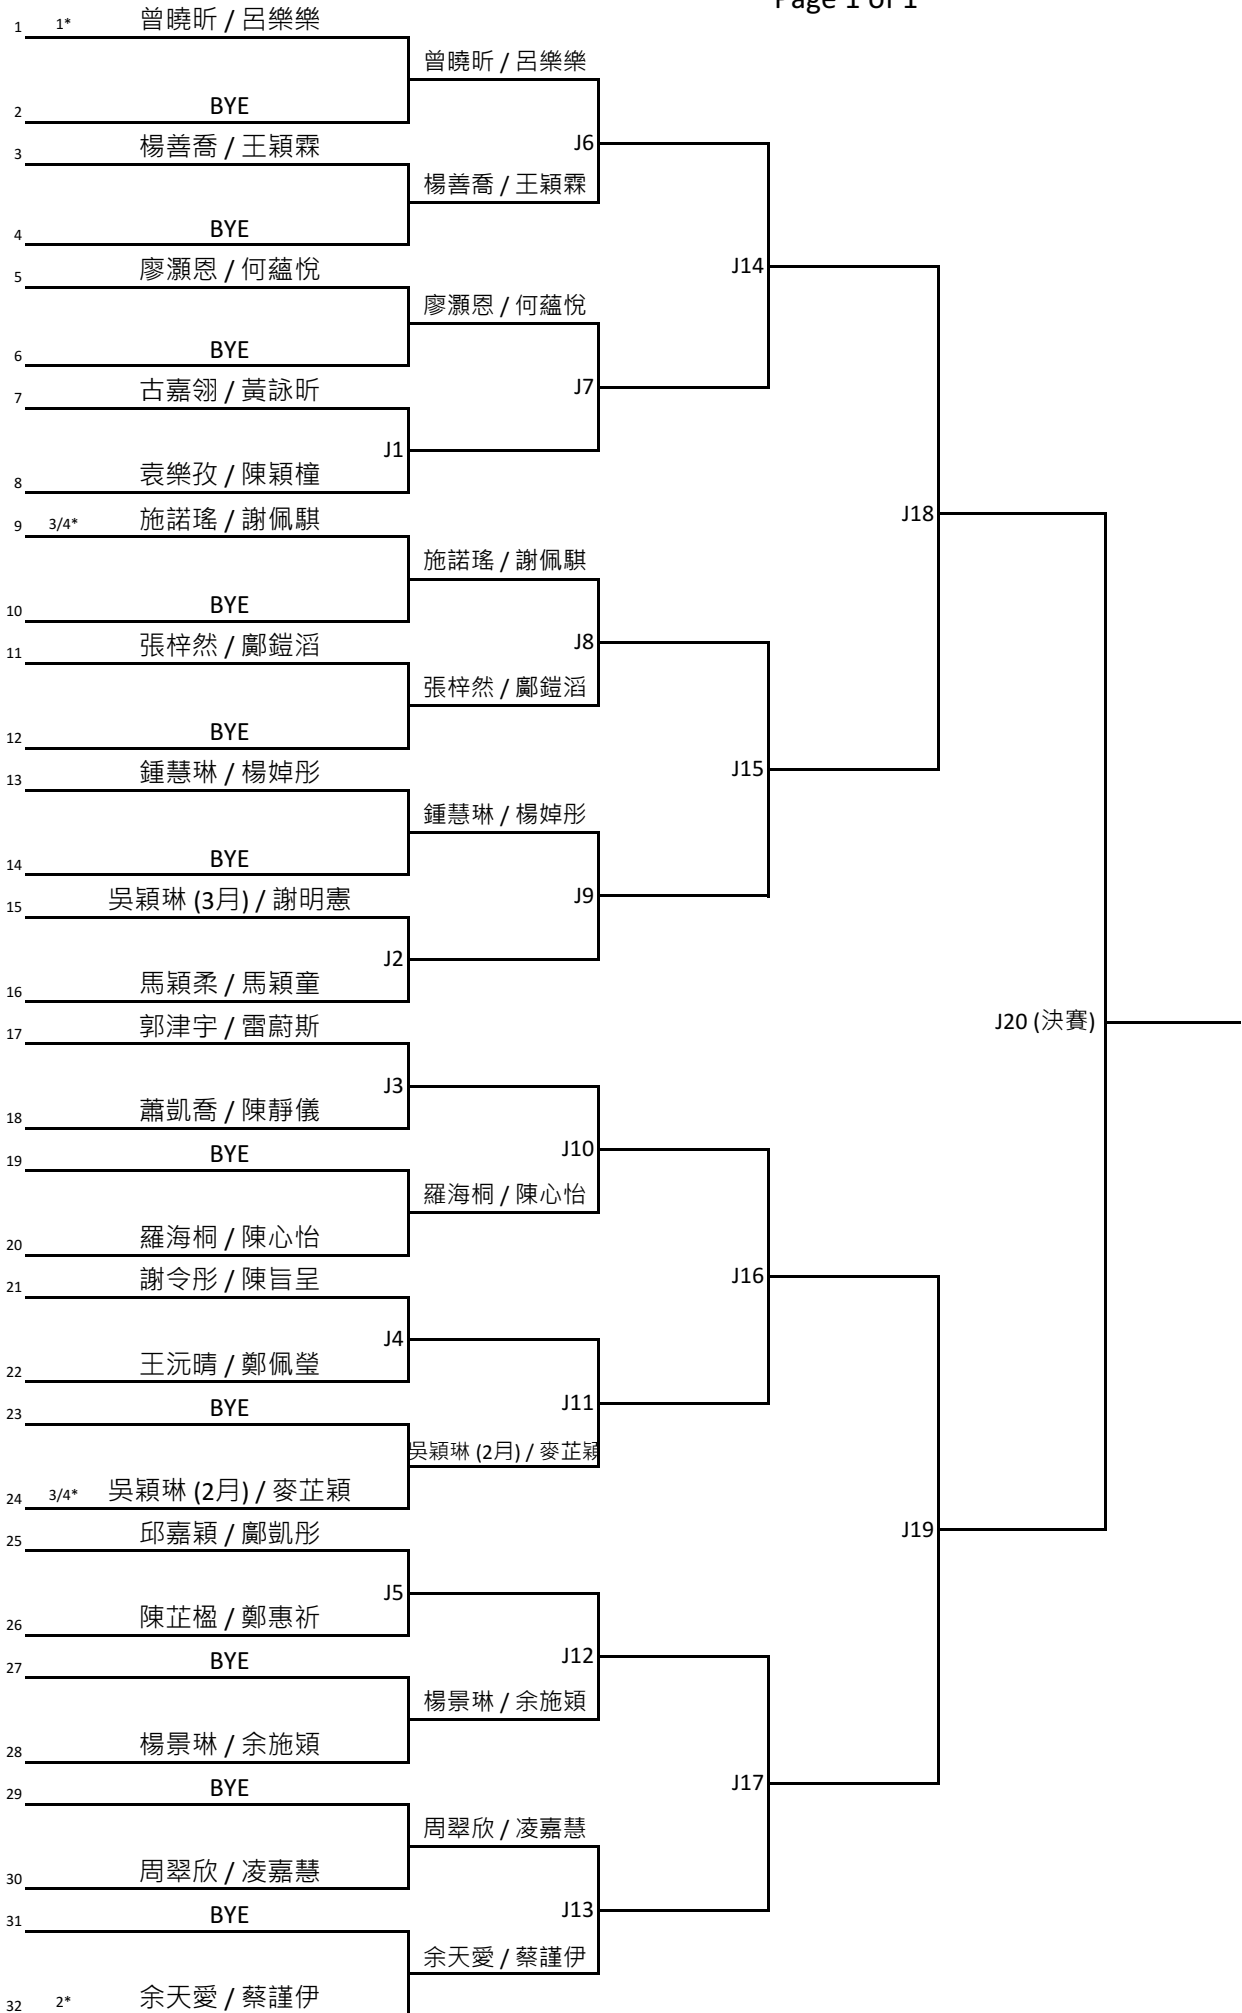 Page 1 of 1
1 1* 曾曉昕 / 呂樂樂
曾曉昕 / 呂樂樂
2 BYE
3 楊善喬 / 王穎霖
J6
楊善喬 / 王穎霖
4 BYE
5 廖灝恩 / 何蘊悅
J14
廖灝恩 / 何蘊悅
6 BYE
7 古嘉翎 / 黃詠昕
J7
J1
8 袁樂孜 / 陳穎橦
9 3/4* 施諾瑤 / 謝佩騏
J18
施諾瑤 / 謝佩騏
10 BYE
11 張梓然 / 鄺鎧滔
J8
張梓然 / 鄺鎧滔
12 BYE
13 鍾慧琳 / 楊婥彤
J15
鍾慧琳 / 楊婥彤
14 BYE
15 吳穎琳 (3月) / 謝明憲
J9
J2
16 馬穎柔 / 馬穎童
17 郭津宇 / 雷蔚斯
J20 (決賽)
J3
18 蕭凱喬 / 陳靜儀
19 BYE
J10
羅海桐 / 陳心怡
20 羅海桐 / 陳心怡
21 謝令彤 / 陳旨呈
J16
J4
22 王沅晴 / 鄭佩瑩
23 BYE
J11
吳穎琳 (2月) / 麥芷穎
24 3/4* 吳穎琳 (2月) / 麥芷穎
25 邱嘉穎 / 鄺凱彤
J19
J5
26 陳芷楹 / 鄭惠祈
27 BYE
J12
楊景琳 / 余施潁
28 楊景琳 / 余施潁
29 BYE
J17
周翠欣 / 凌嘉慧
30 周翠欣 / 凌嘉慧
31 BYE
J13
余天愛 / 蔡謹伊
32 2* 余天愛 / 蔡謹伊